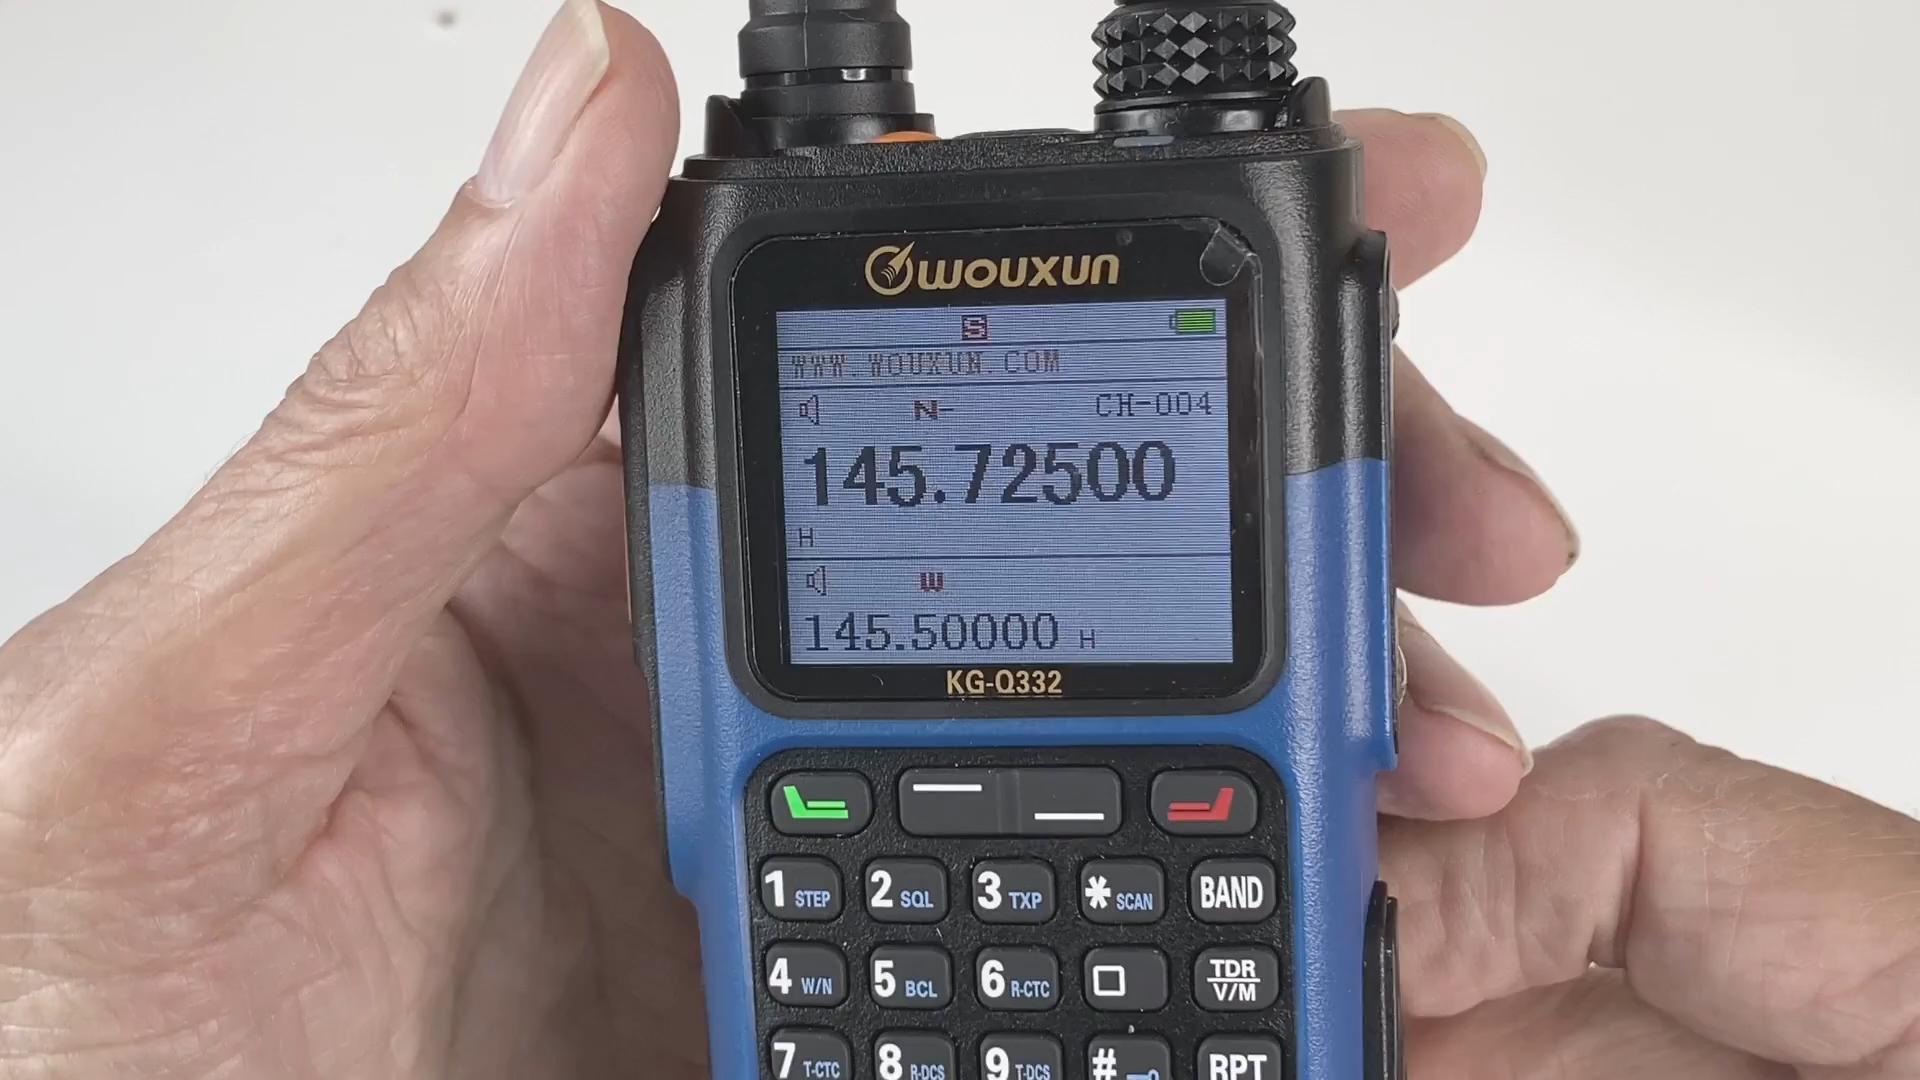 WOUXUN
S
WWW.WOUXUN.COM
N- CH-004
145.72500
H
W
145.50000 H
KG-Q332
1 STEP 2 SQL 3 TXP * SCAN BAND
4 W/N 5 BCL 6 R-CTC TDR V/M
7 T-CTC 8 R-DCS 9 T-DCS # RPT